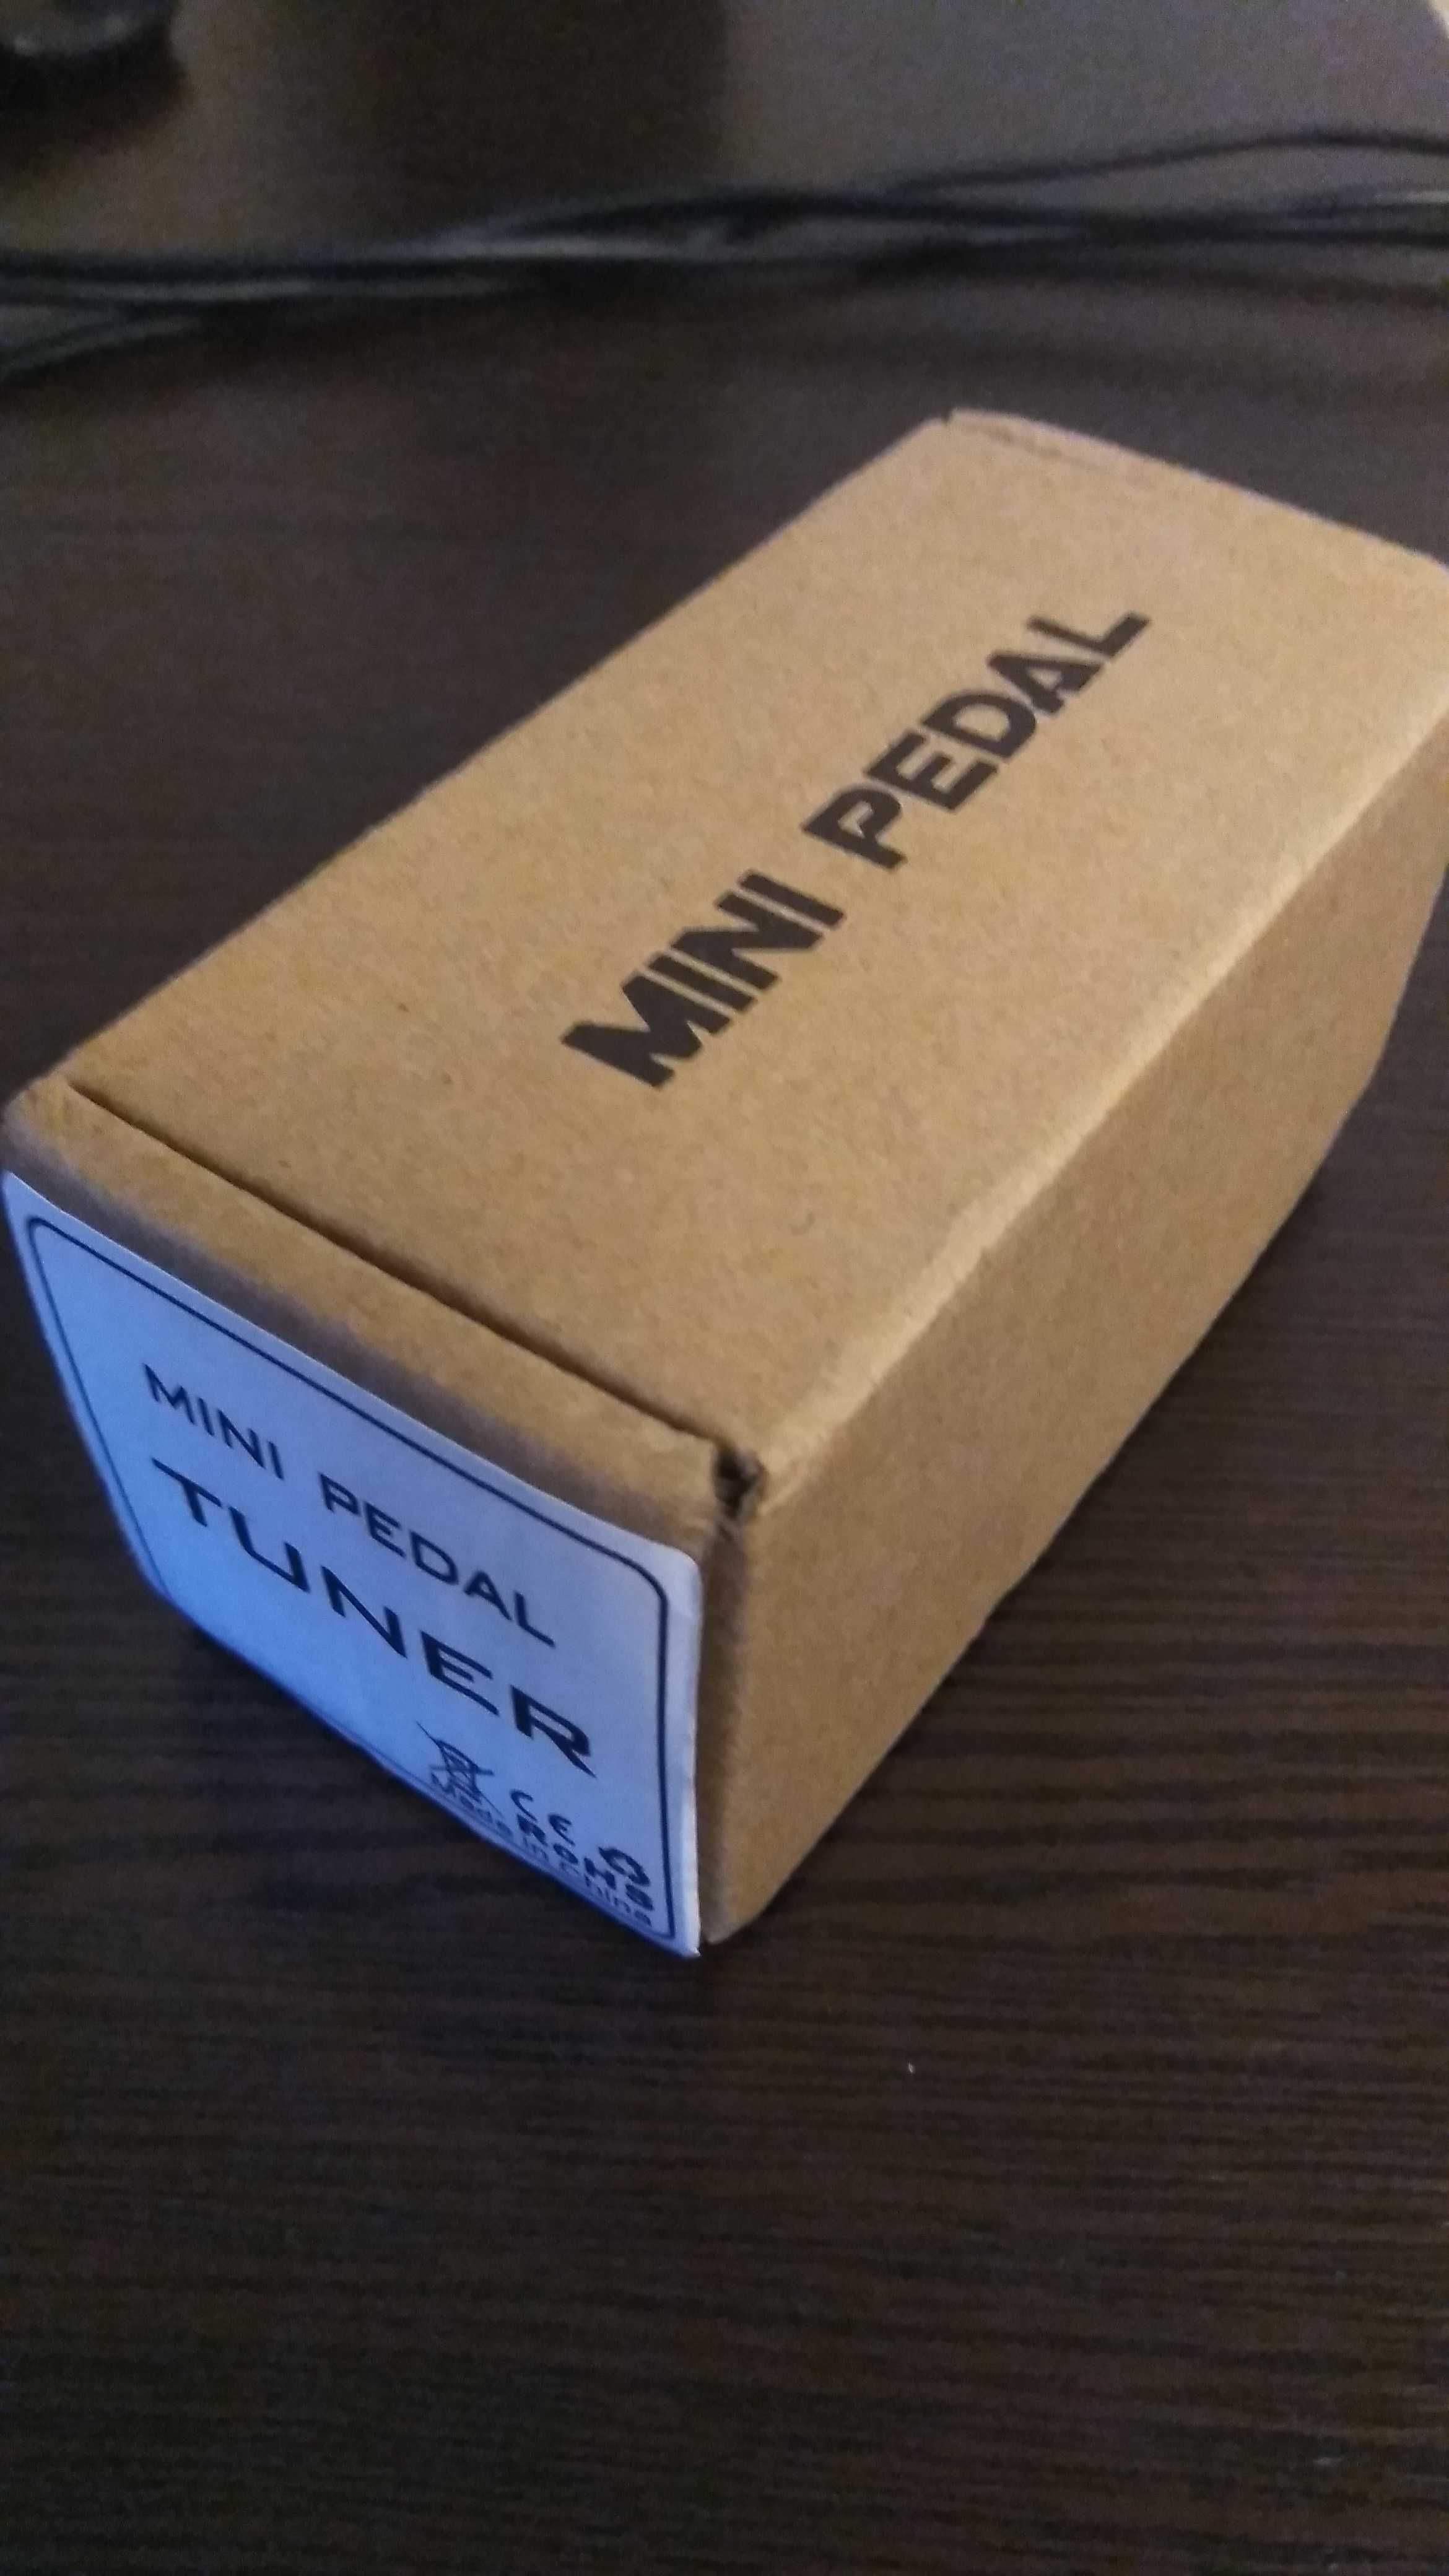 MINI PEDAL
MINI PEDAL
TUNER
CE
RoHS
Made in China